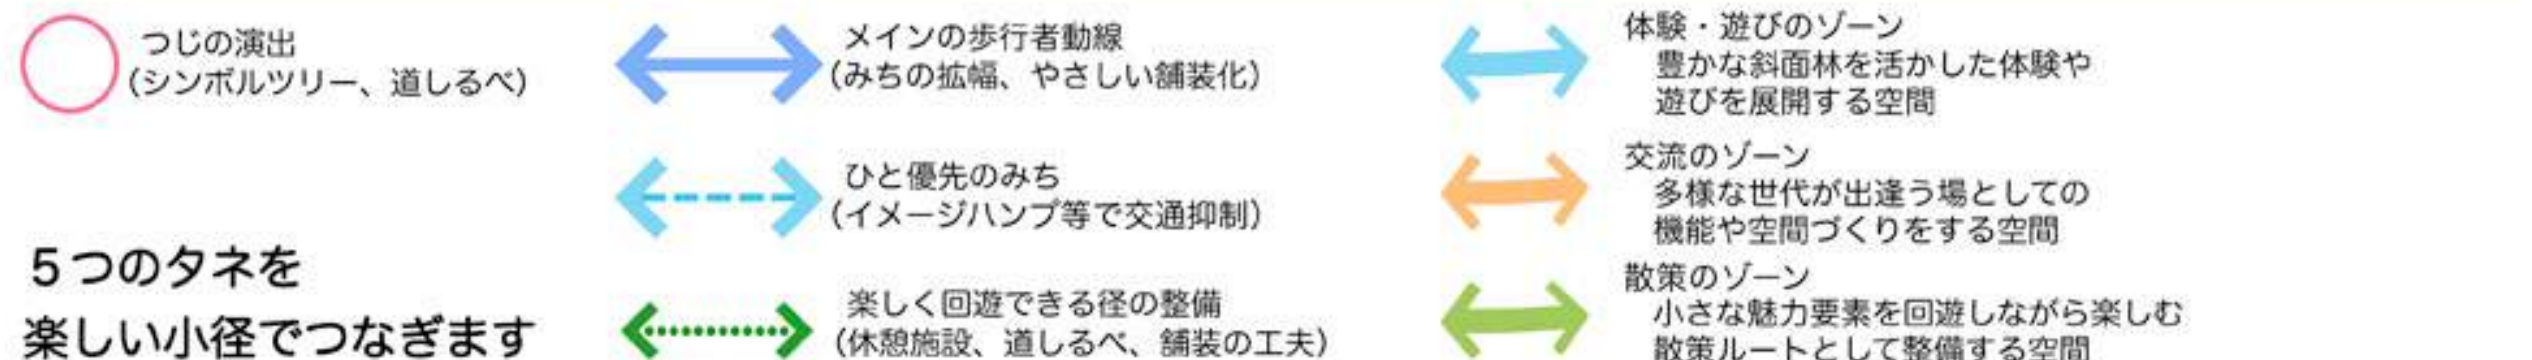 つじの演出
（シンボルツリー、道しるべ）
５つのタネを
楽しい小径でつなぎます
メインの歩行者動線
（みちの拡幅、やさしい舗装化）
ひと優先のみち
（イメージハンプ等で交通抑制）
楽しく回遊できる径の整備
（休憩施設、道しるべ、舗装の工夫）
体験・遊びのゾーン
豊かな斜面林を活かした体験や
遊びを展開する空間
交流のゾーン
多様な世代が出逢う場としての
機能や空間づくりをする空間
散策のゾーン
小さな魅力要素を回遊しながら楽しむ
散策ルートとして整備する空間